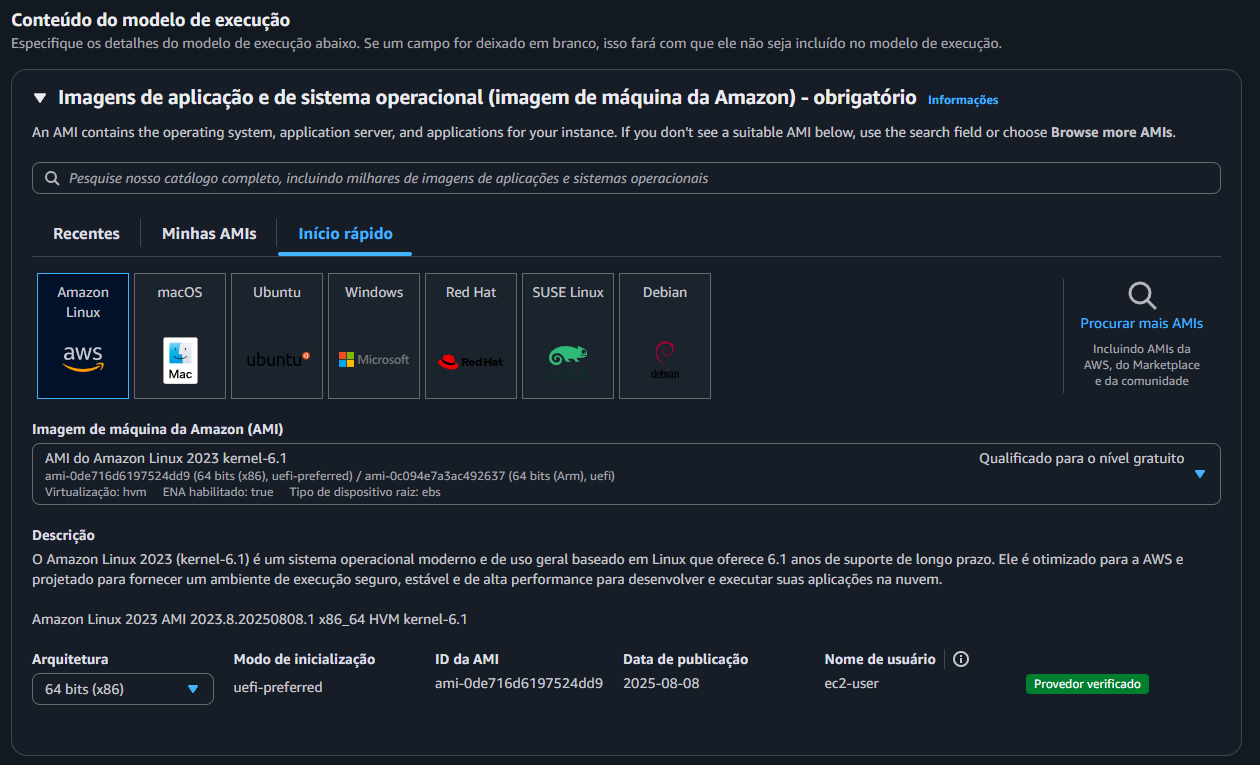 Conteúdo do modelo de execução
Especifique os detalhes do modelo de execução abaixo. Se um campo for deixado em branco, isso fará com que ele não seja incluído no modelo de execução.
Imagens de aplicação e de sistema operacional (imagem de máquina da Amazon) - obrigatório Informações
An AMI contains the operating system, application server, and applications for your instance. If you don't see a suitable AMI below, use the search field or choose Browse more AMIs.
Pesquise nosso catálogo completo, incluindo milhares de imagens de aplicações e sistemas operacionais
Recentes Minhas AMIs Início rápido
Amazon Linux
aws
macOS
Mac
Ubuntu
ubuntu
Windows
Microsoft
Red Hat
Red Hat
SUSE Linux
Debian
debian
Procurar mais AMIs
Incluindo AMIs da
AWS, do Marketplace
e da comunidade
Imagem de máquina da Amazon (AMI)
AMI do Amazon Linux 2023 kernel-6.1 Qualificado para o nível gratuito
ami-0de716d6197524dd9 (64 bits (x86), uefi-preferred) / ami-0c094e7a3ac492637 (64 bits (Arm), uefi)
Virtualização: hvm ENA habilitado: true Tipo de dispositivo raiz: ebs
Descrição
O Amazon Linux 2023 (kernel-6.1) é um sistema operacional moderno e de uso geral baseado em Linux que oferece 6.1 anos de suporte de longo prazo. Ele é otimizado para a AWS e
projetado para fornecer um ambiente de execução seguro, estável e de alta performance para desenvolver e executar suas aplicações na nuvem.
Amazon Linux 2023 AMI 2023.8.20250808.1 x86_64 HVM kernel-6.1
Arquitetura Modo de inicialização ID da AMI Data de publicação Nome de usuário
64 bits (x86) uefi-preferred ami-0de716d6197524dd9 2025-08-08 ec2-user Provedor verificado